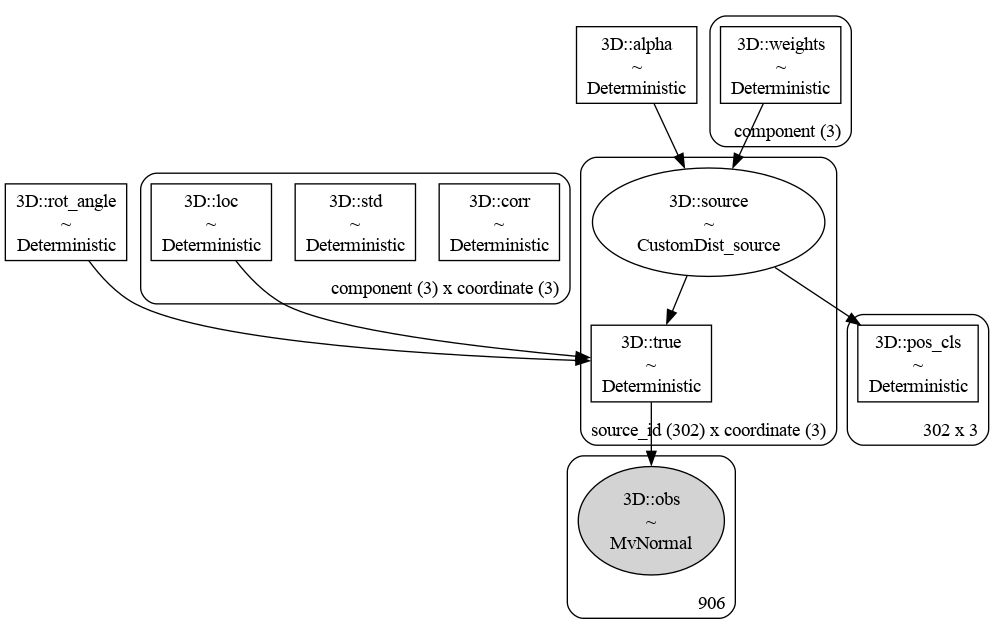 3D::alpha
~
Deterministic
3D::weights
~
Deterministic
component (3)
3D::rot_angle
~
Deterministic
3D::loc
~
Deterministic
3D::std
~
Deterministic
3D::corr
~
Deterministic
component (3) x coordinate (3)
3D::source
~
CustomDist_source
3D::true
~
Deterministic
source_id (302) x coordinate (3)
3D::pos_cls
~
Deterministic
302 x 3
3D::obs
~
MvNormal
906